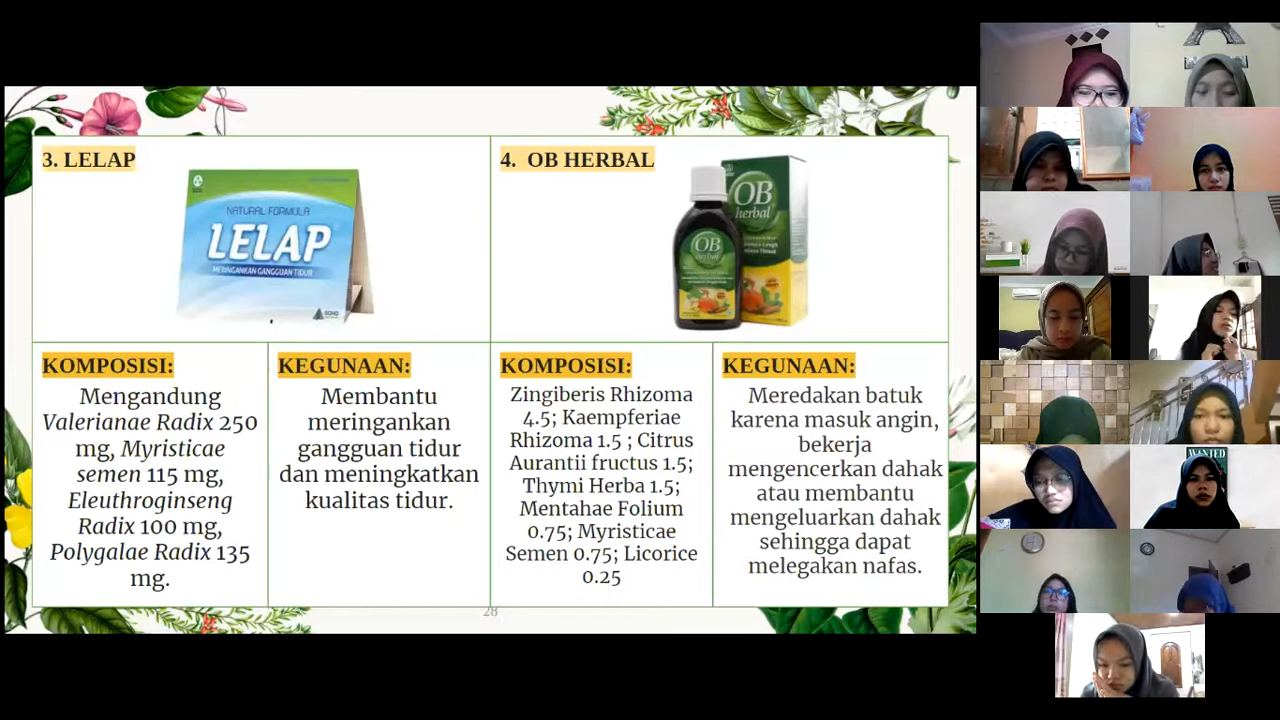 3. LELAP
NATURAL FORMULA
LELAP
MERINGANKAN GANGGUAN TIDUR
SOHO
4. OB HERBAL
OB
herbal
OB
herbal
KOMPOSISI:
Mengandung
Valerianae Radix 250
mg, Myristicae
semen 115 mg,
Eleuthroginseng
Radix 100 mg,
Polygalae Radix 135
mg.
KEGUNAAN:
Membantu
meringankan
gangguan tidur
dan meningkatkan
kualitas tidur.
KOMPOSISI:
Zingiberis Rhizoma
4.5; Kaempferiae
Rhizoma 1.5 ; Citrus
Aurantii fructus 1.5;
Thymi Herba 1.5;
Mentahae Folium
0.75; Myristicae
Semen 0.75; Licorice
0.25
KEGUNAAN:
Meredakan batuk
karena masuk angin,
bekerja
mengencerkan dahak
atau membantu
mengeluarkan dahak
sehingga dapat
melegakan nafas.
28
WANTED